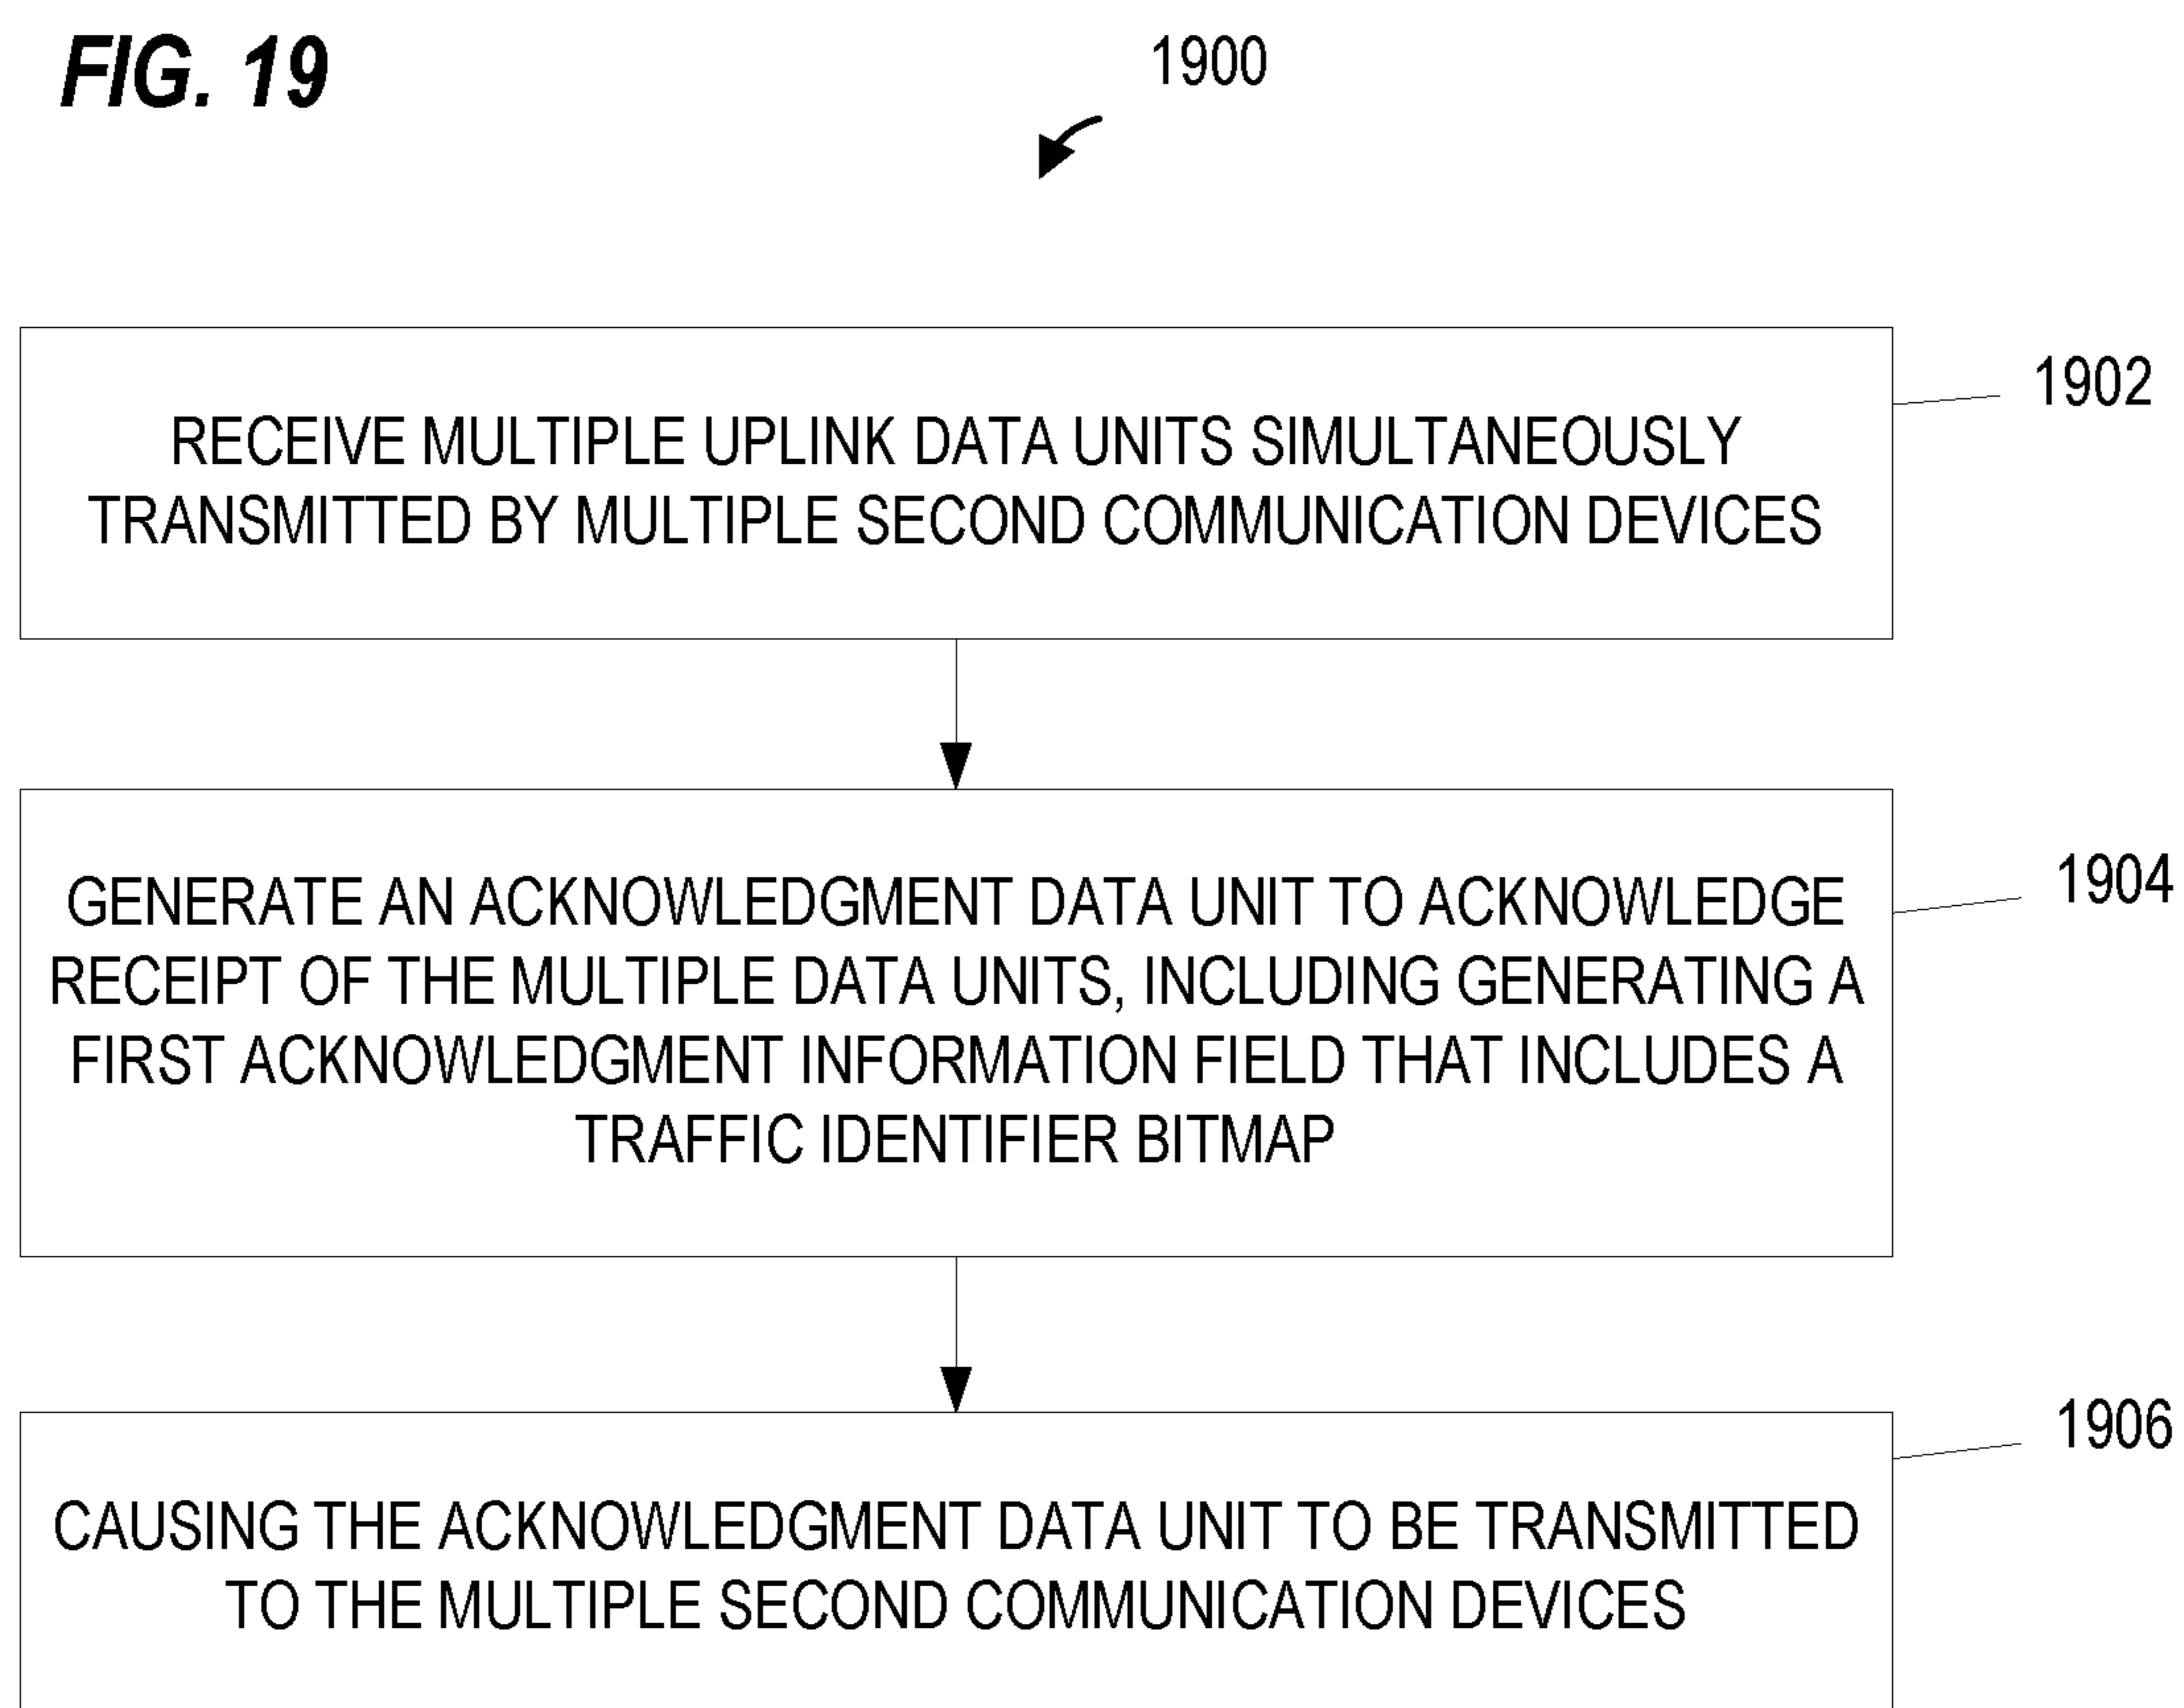 FIG. 19
1900
1902
RECEIVE MULTIPLE UPLINK DATA UNITS SIMULTANEOUSLY
TRANSMITTED BY MULTIPLE SECOND COMMUNICATION DEVICES
1904
GENERATE AN ACKNOWLEDGMENT DATA UNIT TO ACKNOWLEDGE
RECEIPT OF THE MULTIPLE DATA UNITS, INCLUDING GENERATING A
FIRST ACKNOWLEDGMENT INFORMATION FIELD THAT INCLUDES A
TRAFFIC IDENTIFIER BITMAP
1906
CAUSING THE ACKNOWLEDGMENT DATA UNIT TO BE TRANSMITTED
TO THE MULTIPLE SECOND COMMUNICATION DEVICES